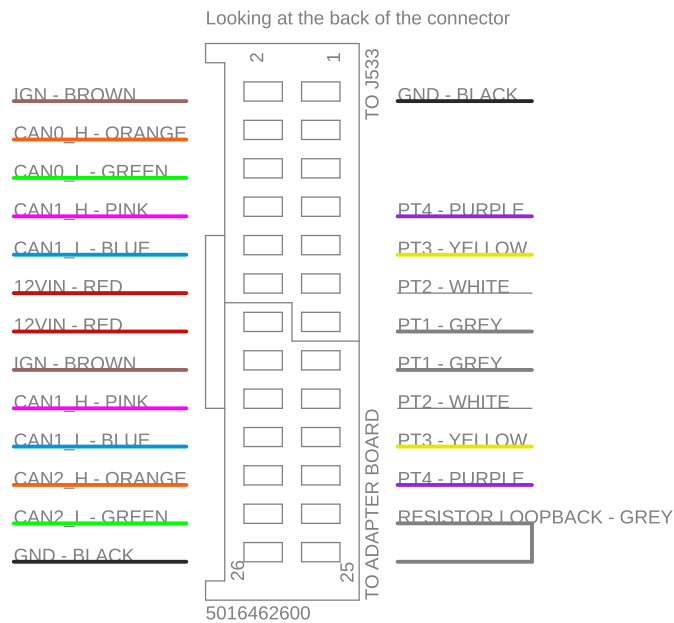 Looking at the back of the connector
2
1
TO J533
IGN - BROWN
GND - BLACK
CAN0_H - ORANGE
CAN0_L - GREEN
CAN1_H - PINK
PT4 - PURPLE
CAN1_L - BLUE
PT3 - YELLOW
12VIN - RED
PT2 - WHITE
12VIN - RED
PT1 - GREY
IGN - BROWN
PT1 - GREY
CAN1_H - PINK
PT2 - WHITE
CAN1_L - BLUE
PT3 - YELLOW
CAN2_H - ORANGE
PT4 - PURPLE
CAN2_L - GREEN
RESISTOR LOOPBACK - GREY
GND - BLACK
26
25
TO ADAPTER BOARD
5016462600